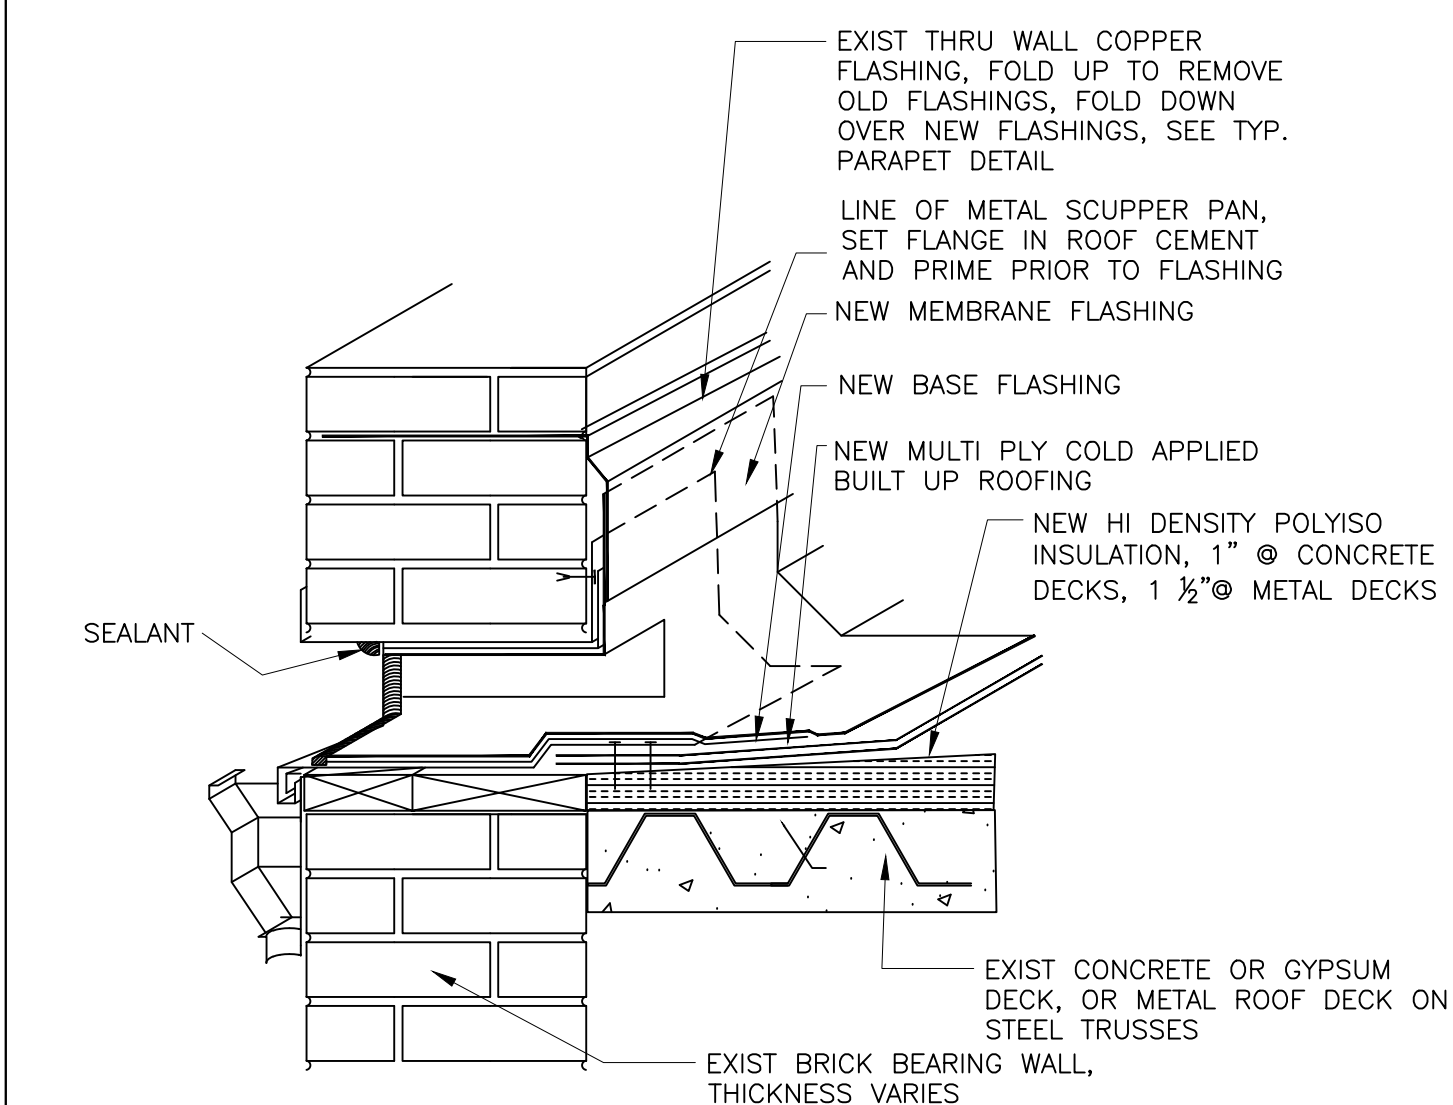 EXIST THRU WALL COPPER
FLASHING, FOLD UP TO REMOVE
OLD FLASHINGS, FOLD DOWN
OVER NEW FLASHINGS, SEE TYP.
PARAPET DETAIL
LINE OF METAL SCUPPER PAN,
SET FLANGE IN ROOF CEMENT
AND PRIME PRIOR TO FLASHING
NEW MEMBRANE FLASHING
NEW BASE FLASHING
NEW MULTI PLY COLD APPLIED
BUILT UP ROOFING
NEW HI DENSITY POLYISO
INSULATION, 1" @ CONCRETE
DECKS, 1 ½"@ METAL DECKS
SEALANT
EXIST CONCRETE OR GYPSUM
DECK, OR METAL ROOF DECK ON
STEEL TRUSSES
EXIST BRICK BEARING WALL,
THICKNESS VARIES